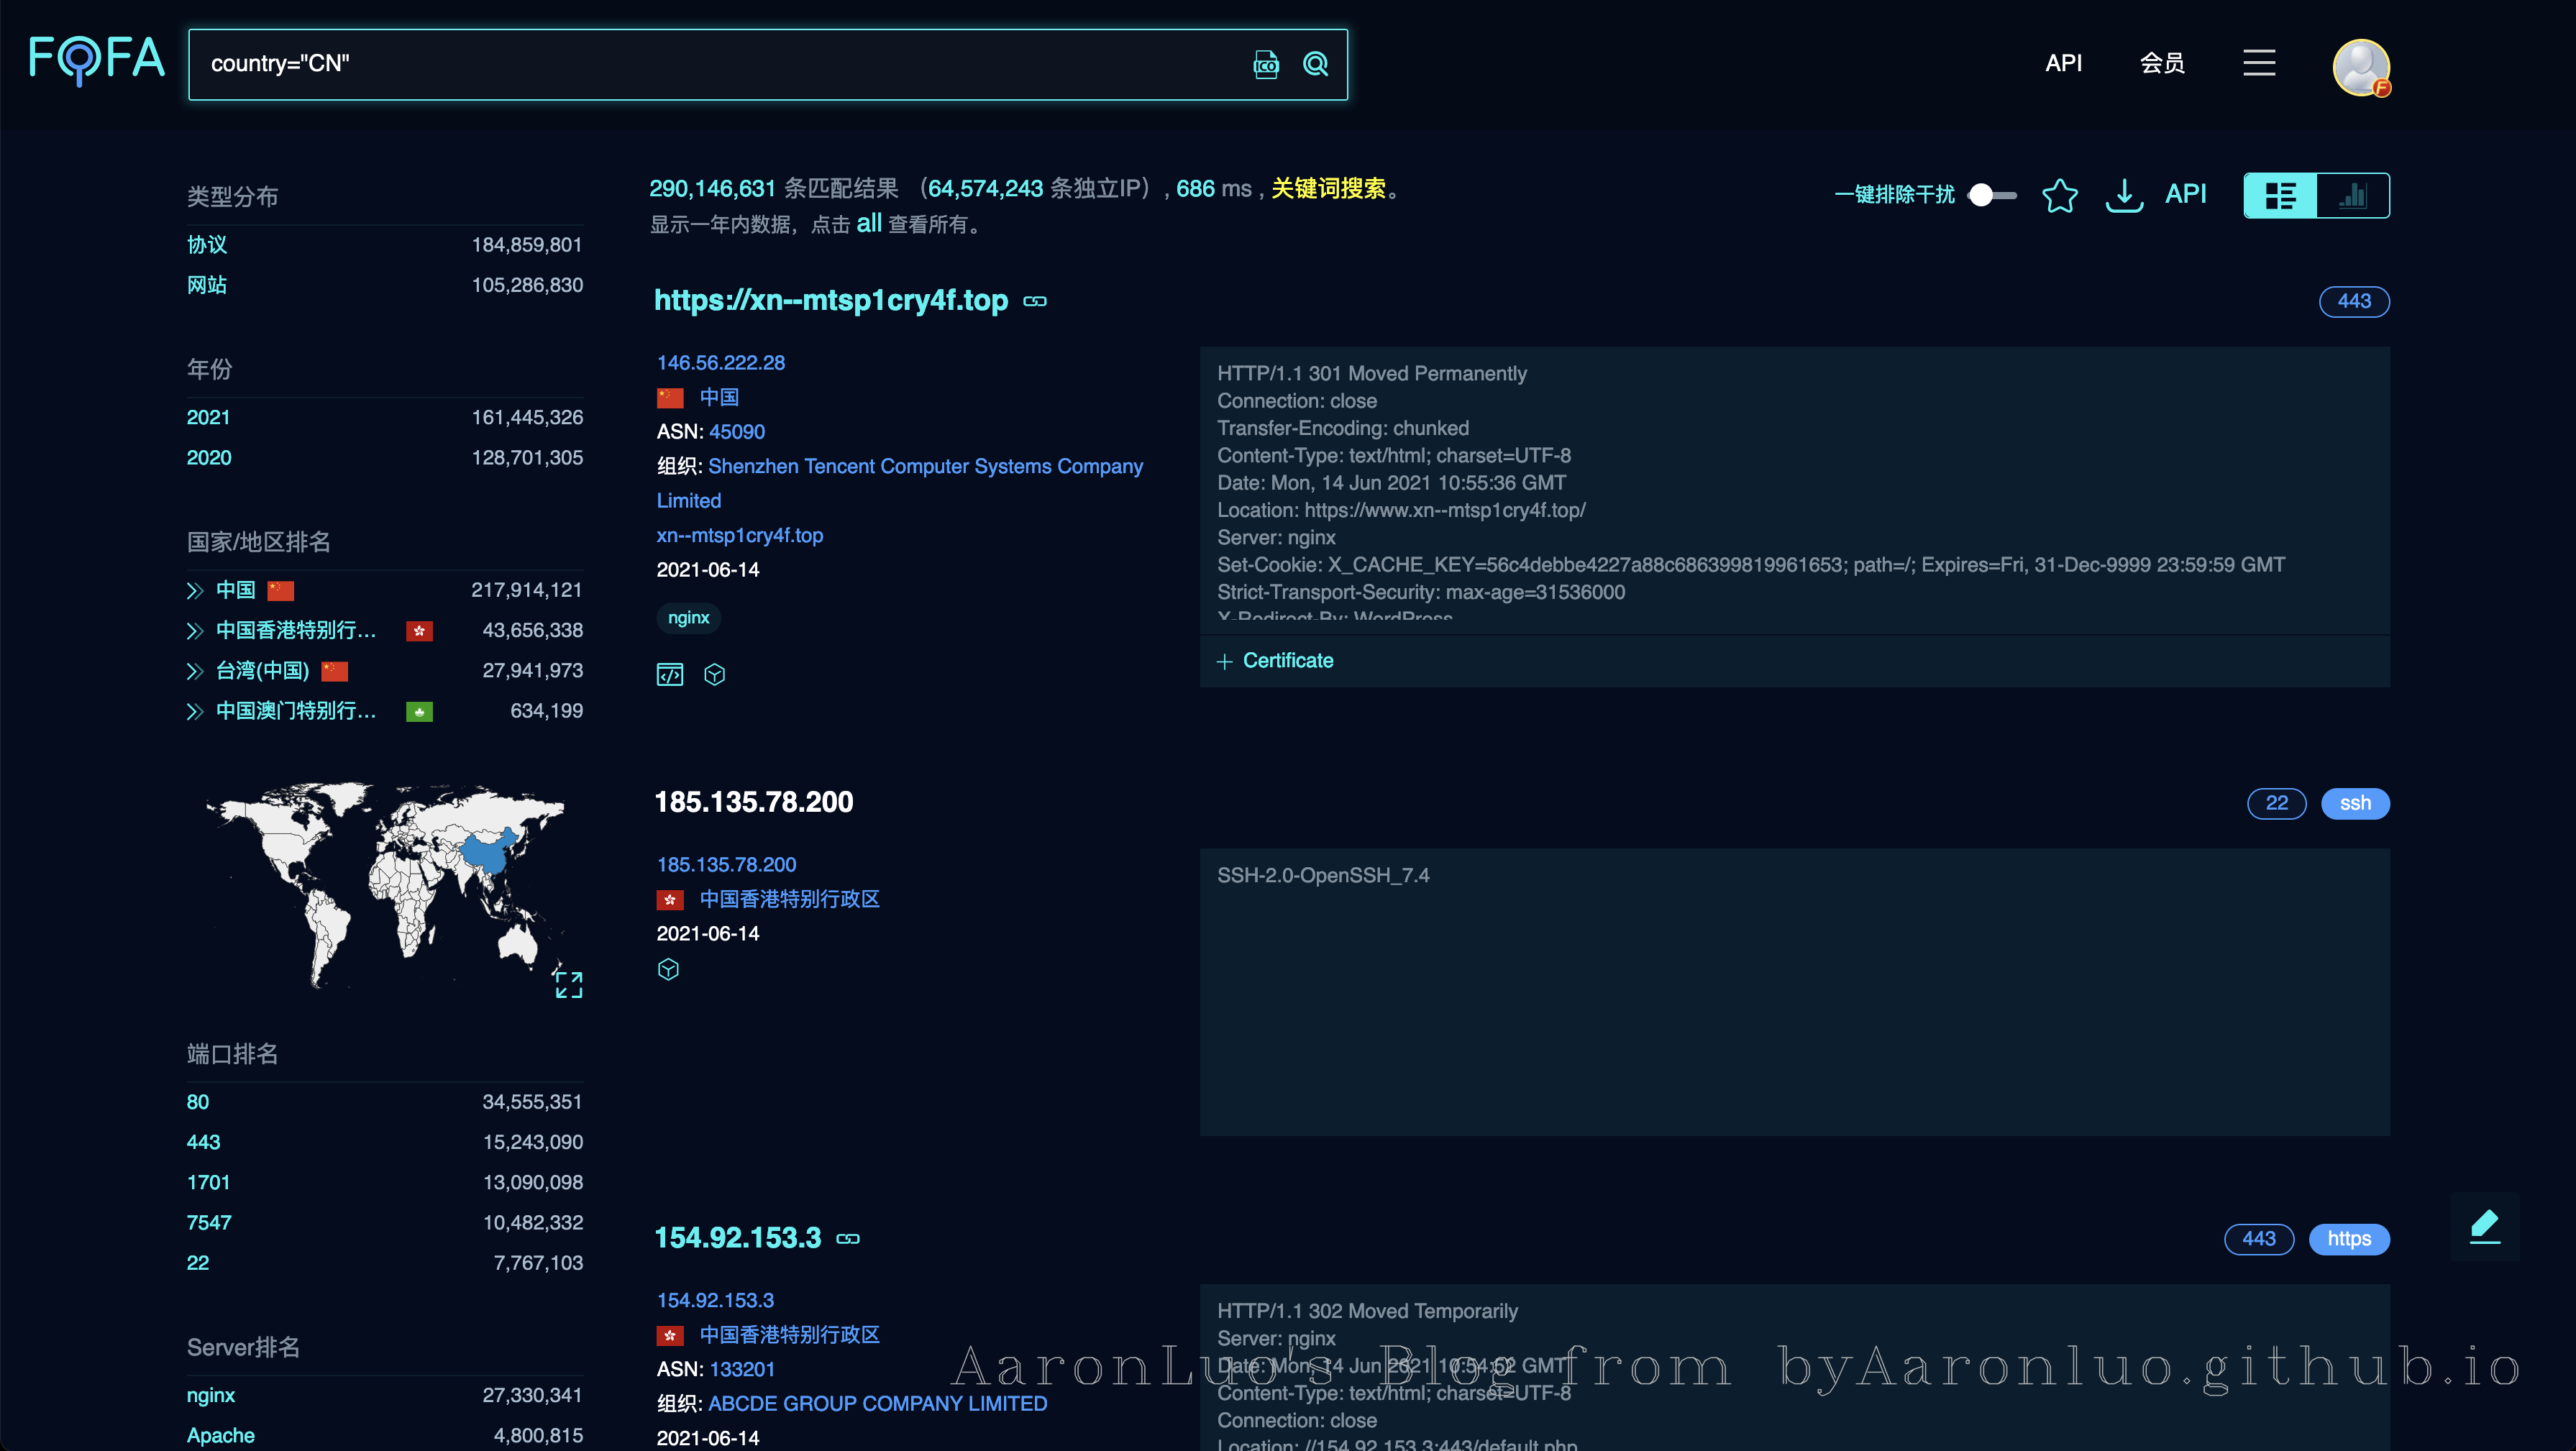 FOFA
country="CN"
ICO
API
会员
F
类型分布
协议 184,859,801
网站 105,286,830
年份
2021 161,445,326
2020 128,701,305
国家/地区排名
中国 217,914,121
中国香港特别行... 43,656,338
台湾(中国) 27,941,973
中国澳门特别行... 634,199
端口排名
80 34,555,351
443 15,243,090
1701 13,090,098
7547 10,482,332
22 7,767,103
Server排名
nginx 27,330,341
Apache 4,800,815
290,146,631 条匹配结果 （64,574,243 条独立IP）, 686 ms , 关键词搜索。
显示一年内数据，点击 all 查看所有。
一键排除干扰
API
https://xn--mtsp1cry4f.top
443
146.56.222.28
中国
ASN: 45090
组织: Shenzhen Tencent Computer Systems Company
Limited
xn--mtsp1cry4f.top
2021-06-14
nginx
HTTP/1.1 301 Moved Permanently
Connection: close
Transfer-Encoding: chunked
Content-Type: text/html; charset=UTF-8
Date: Mon, 14 Jun 2021 10:55:36 GMT
Location: https://www.xn--mtsp1cry4f.top/
Server: nginx
Set-Cookie: X_CACHE_KEY=56c4debbe4227a88c686399819961653; path=/; Expires=Fri, 31-Dec-9999 23:59:59 GMT
Strict-Transport-Security: max-age=31536000
X-Redirect-By: WordPress
+ Certificate
185.135.78.200
22 ssh
185.135.78.200
中国香港特别行政区
2021-06-14
SSH-2.0-OpenSSH_7.4
154.92.153.3
443 https
154.92.153.3
中国香港特别行政区
ASN: 133201
组织: ABCDE GROUP COMPANY LIMITED
2021-06-14
HTTP/1.1 302 Moved Temporarily
Server: nginx
Date: Mon, 14 Jun 2021 10:54:52 GMT
Content-Type: text/html; charset=UTF-8
Connection: close
Location: //154.92.153.3:443/default.php
AaronLuo's Blog from byAaronluo.github.io